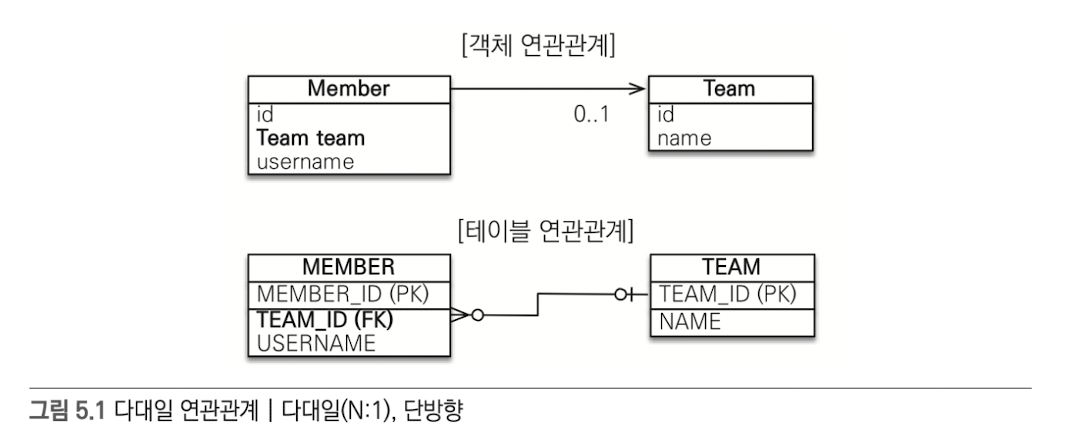 [객체 연관관계]
Member
Team
id
Team team
username
0..1
id
name
[테이블 연관관계]
MEMBER
TEAM
MEMBER_ID (PK)
TEAM_ID (FK)
USERNAME
TEAM_ID (PK)
NAME
그림 5.1 다대일 연관관계 | 다대일(N:1), 단방향